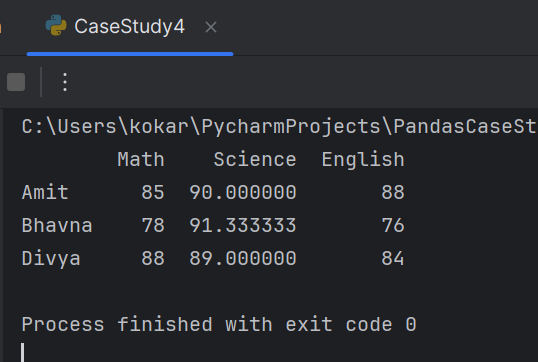 CaseStudy4
C:\Users\kokar\PycharmProjects\PandasCaseSt
Math Science English
Amit 85 90.000000 88
Bhavna 78 91.333333 76
Divya 88 89.000000 84
Process finished with exit code 0